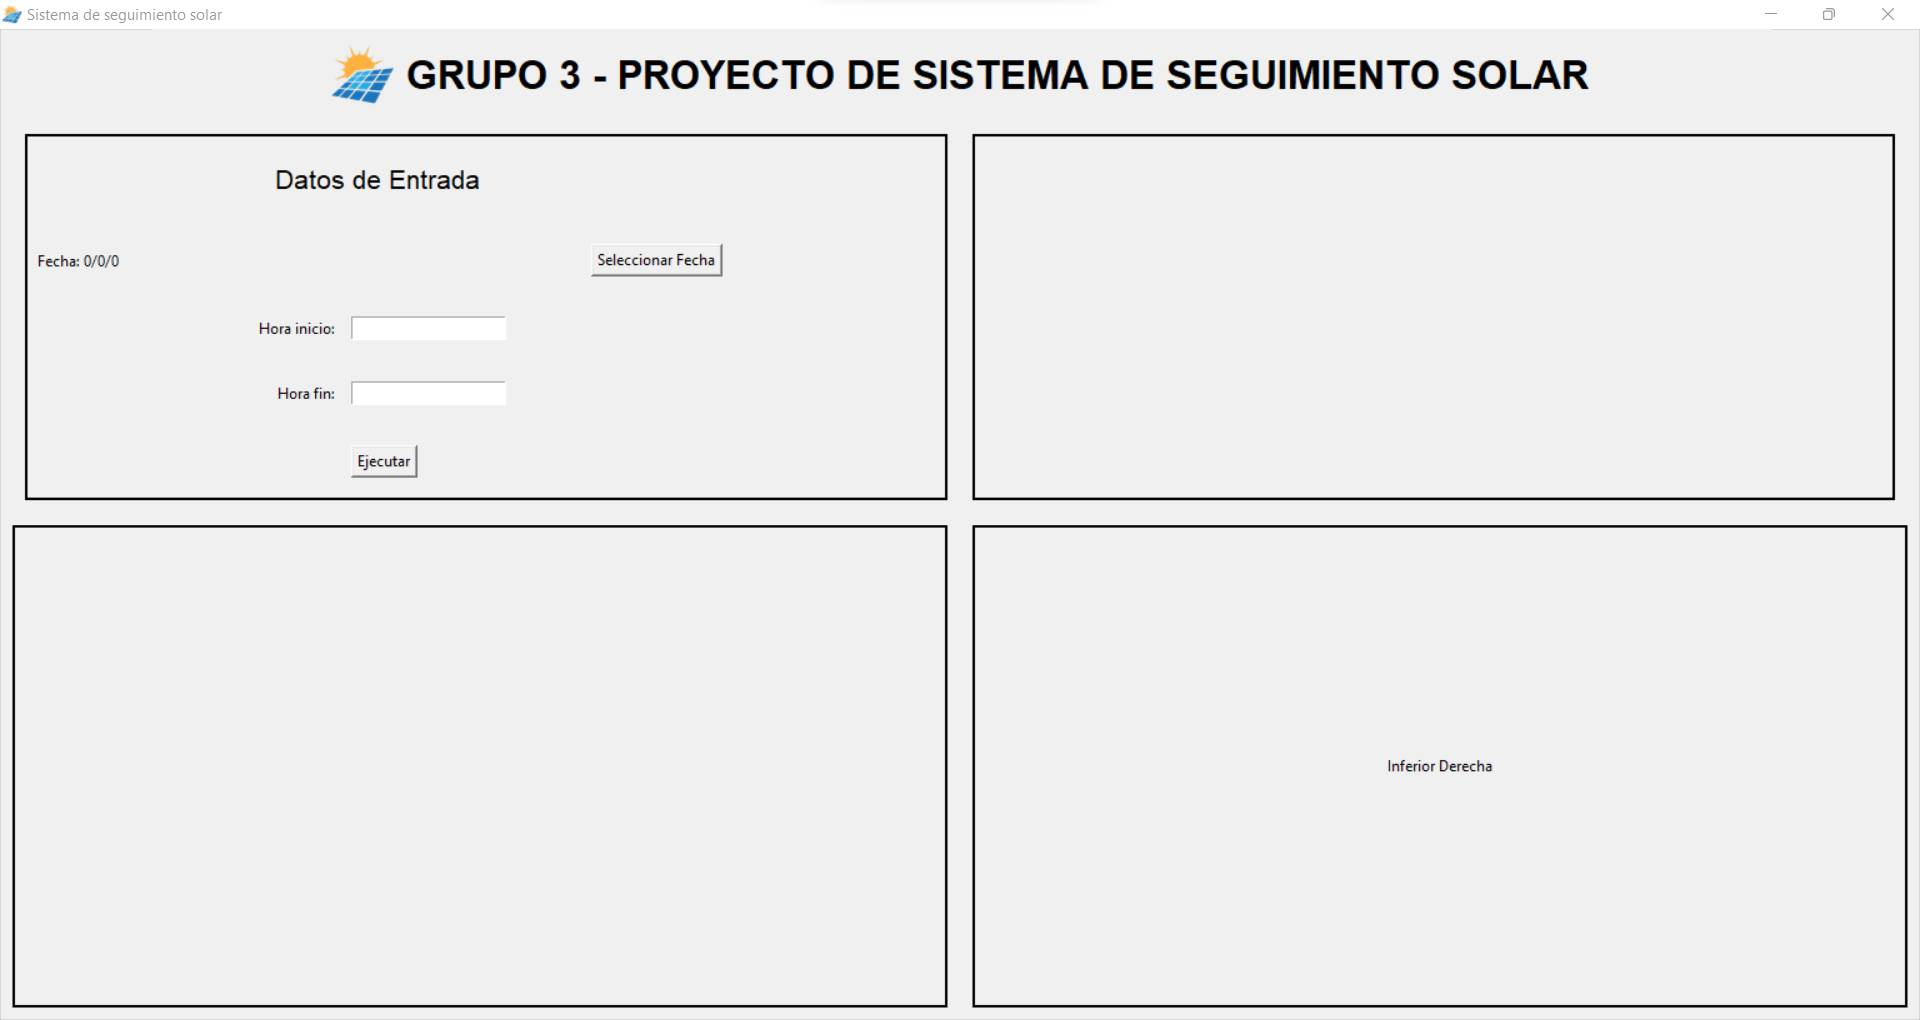 Sistema de seguimiento solar
GRUPO 3 - PROYECTO DE SISTEMA DE SEGUIMIENTO SOLAR
Datos de Entrada
Fecha: 0/0/0
Seleccionar Fecha
Hora inicio:
Hora fin:
Ejecutar
Inferior Derecha